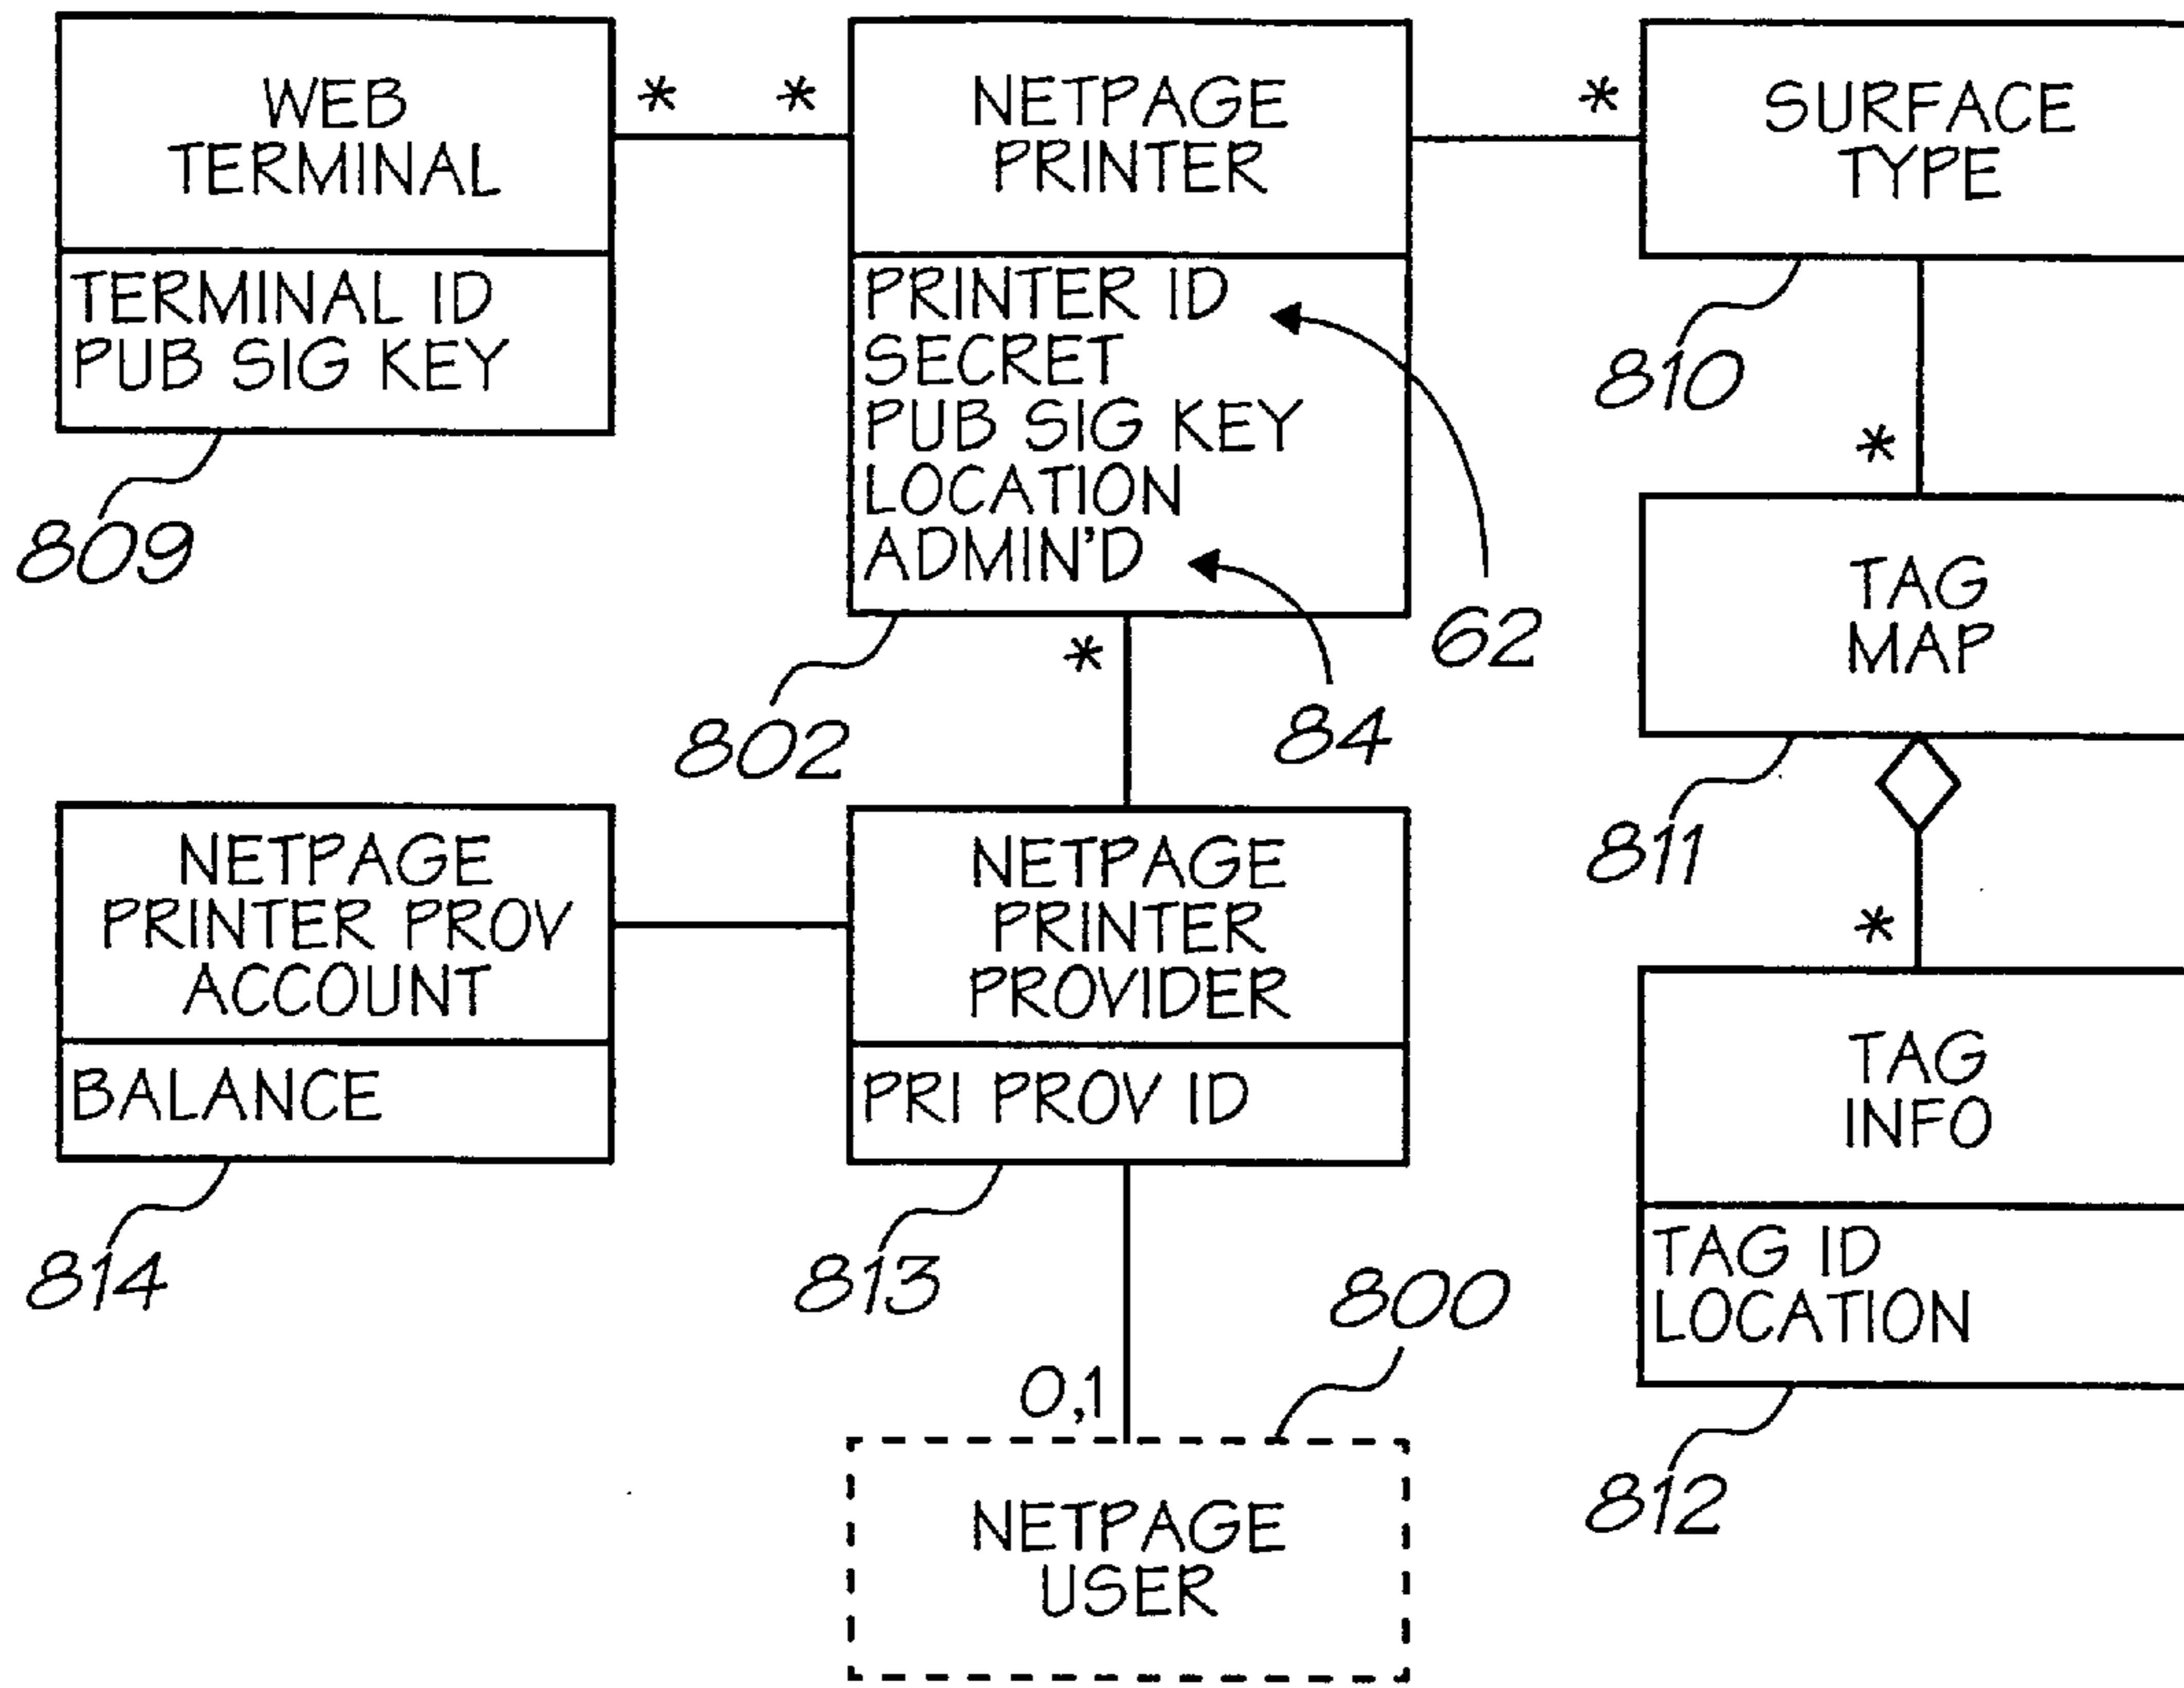 WEB
TERMINAL
TERMINAL ID
PUB SIG KEY
809
*
*
NETPAGE
PRINTER
PRINTER ID
SECRET
PUB SIG KEY
LOCATION
ADMIN'D
62
84
802
*
*
SURFACE
TYPE
810
*
TAG
MAP
811
*
TAG
INFO
TAG ID
LOCATION
812
NETPAGE
PRINTER PROV
ACCOUNT
BALANCE
814
NETPAGE
PRINTER
PROVIDER
PRI PROV ID
813
800
0,1
NETPAGE
USER